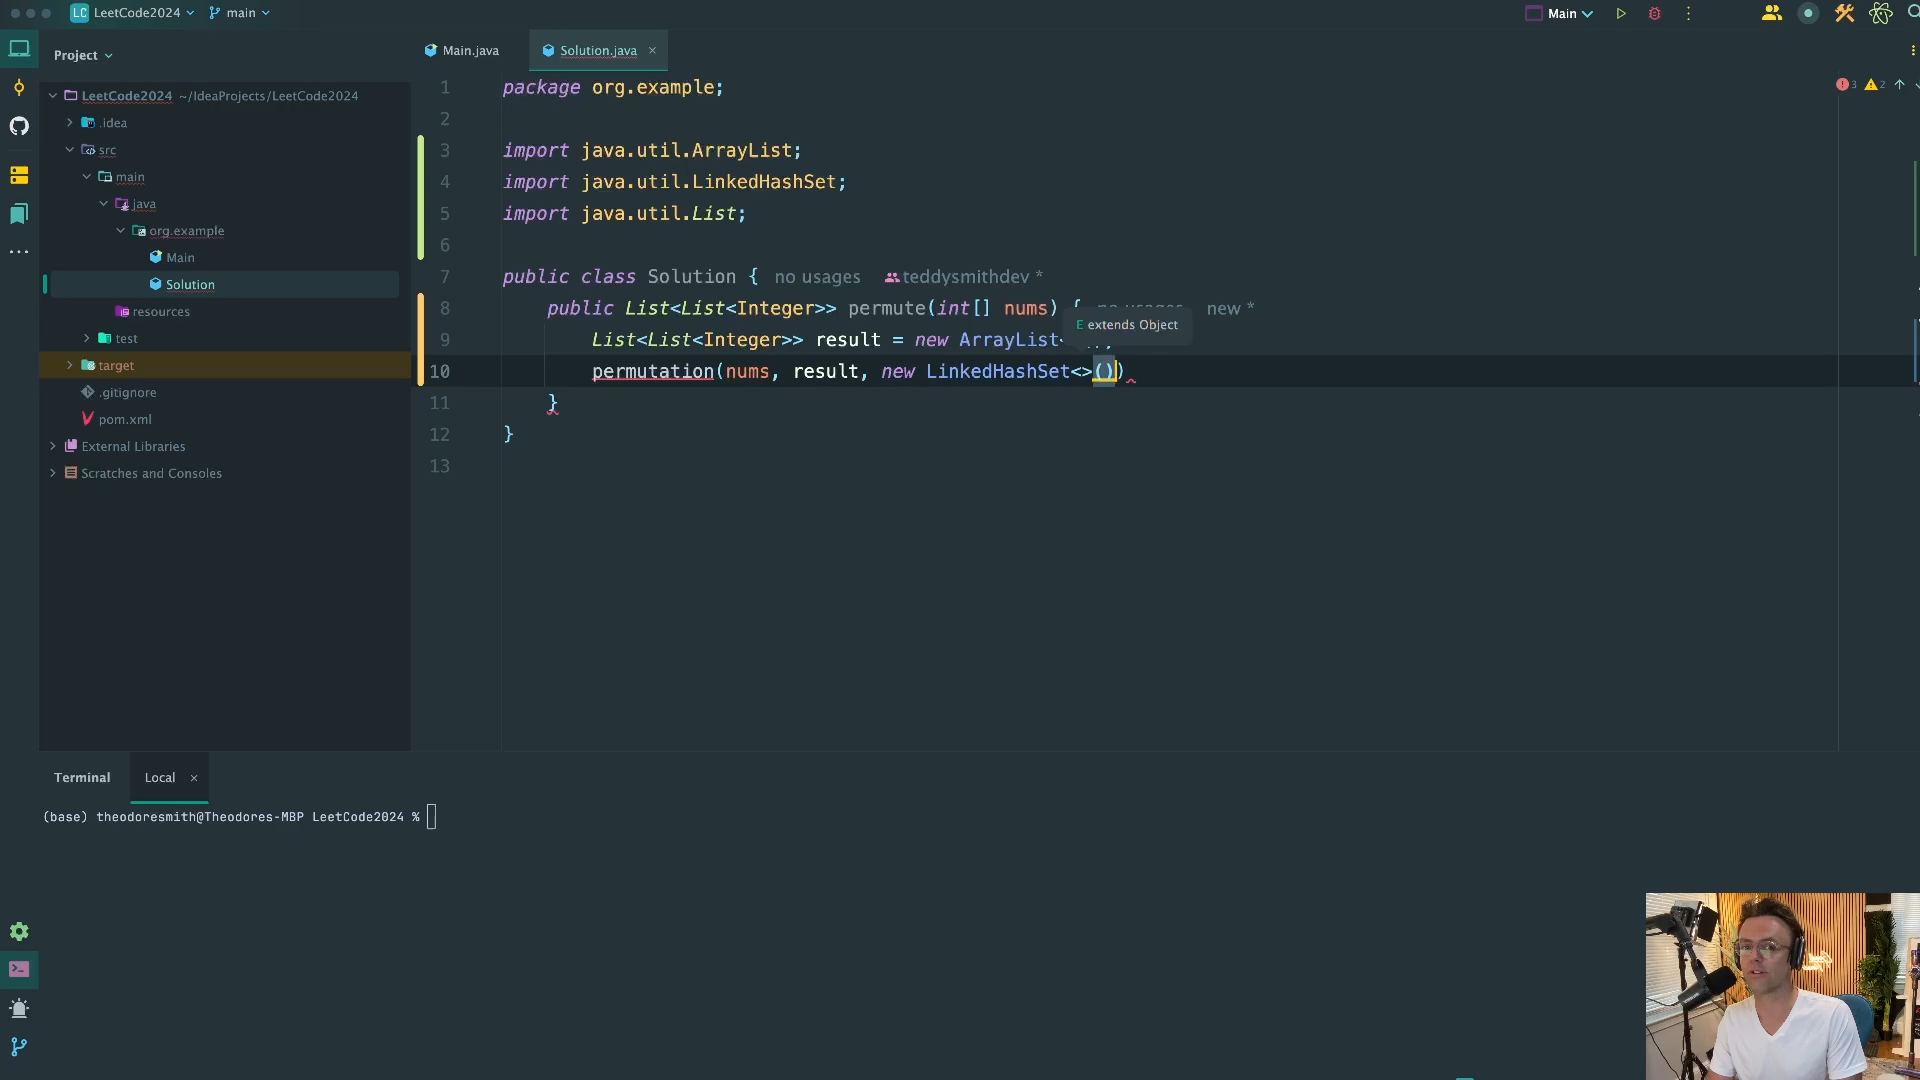 LC LeetCode2024 main
Main
Project
Main.java
Solution.java
LeetCode2024 ~/IdeaProjects/LeetCode2024
.idea
src
main
java
org.example
Main
Solution
resources
test
target
.gitignore
pom.xml
External Libraries
Scratches and Consoles
3 2
1 package org.example;
2
3 import java.util.ArrayList;
4 import java.util.LinkedHashSet;
5 import java.util.List;
6
7 public class Solution { no usages teddysmithdev *
8 public List<List<Integer>> permute(int[] nums) { no usages new *
E extends Object
9 List<List<Integer>> result = new ArrayList<
10 permutation(nums, result, new LinkedHashSet<>())
11 }
12 }
13
Terminal Local
(base) theodoresmith@Theodores-MBP LeetCode2024 %